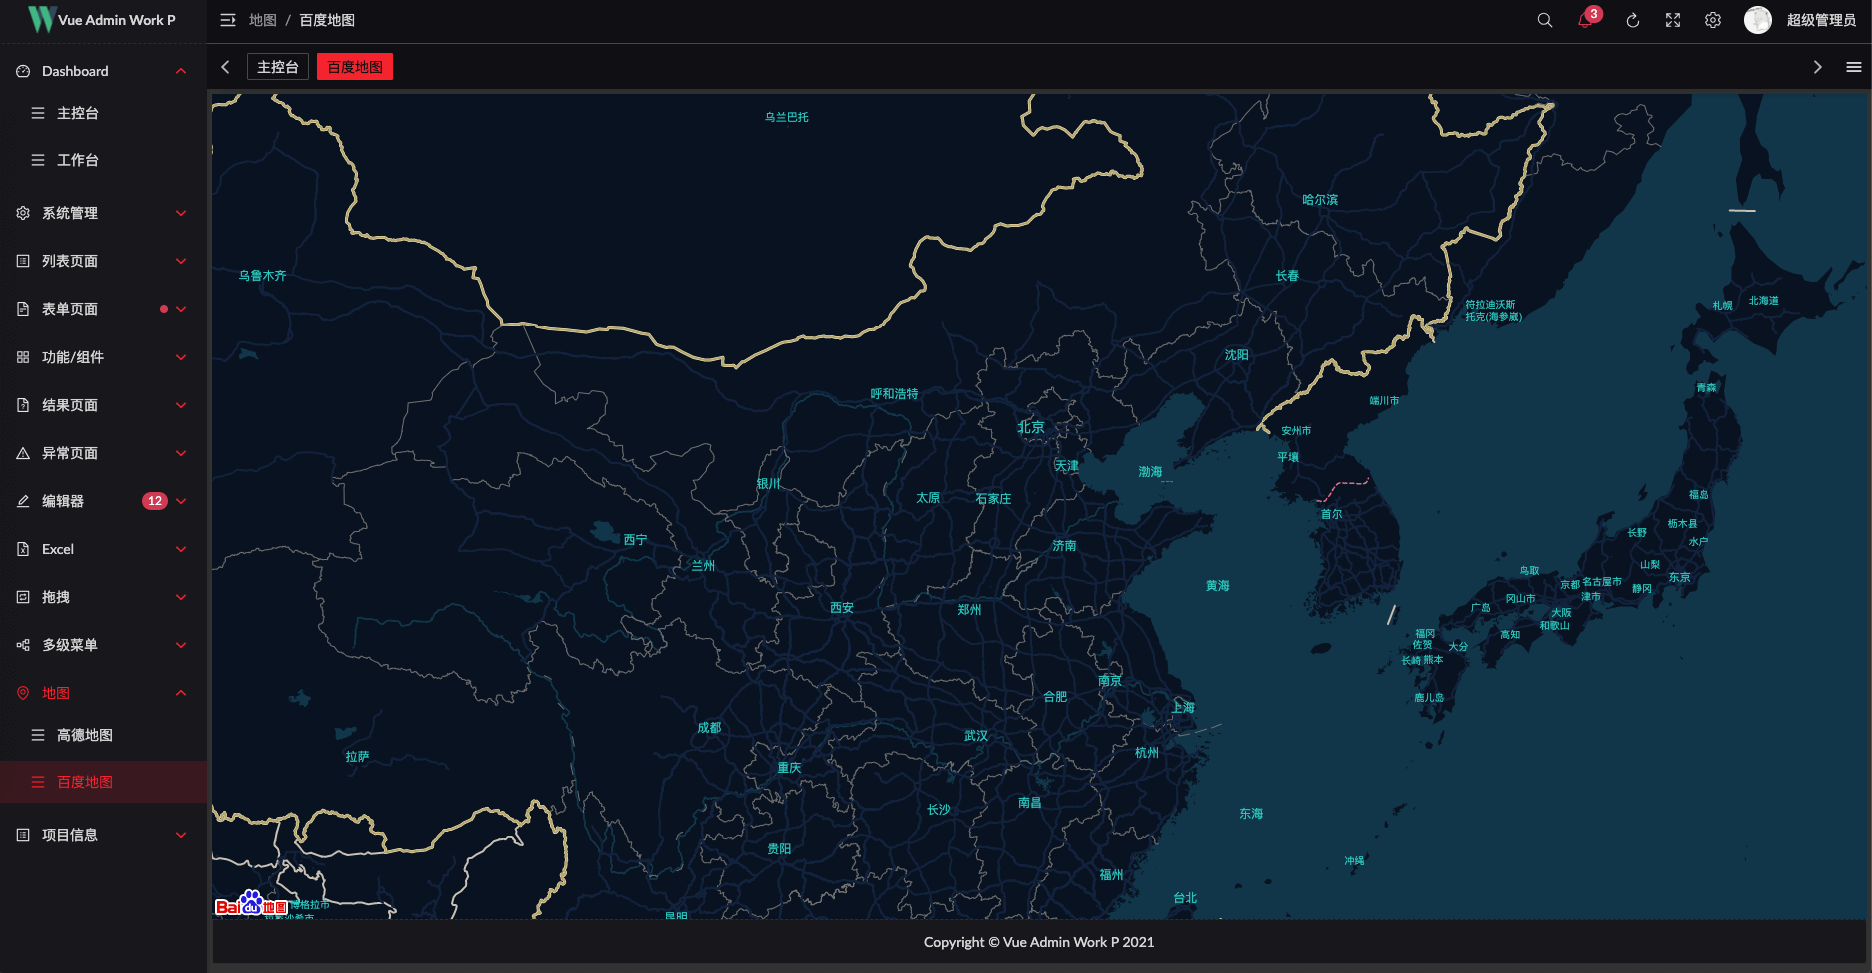 Vue Admin Work P
地图 / 百度地图
3
超级管理员
主控台
百度地图
Dashboard
主控台
工作台
系统管理
列表页面
表单页面
功能/组件
结果页面
异常页面
编辑器
12
Excel
拖拽
多级菜单
地图
高德地图
百度地图
项目信息
乌兰巴托
哈尔滨
乌鲁木齐
长春
符拉迪沃斯
托克(海参崴)
札幌
北海道
沈阳
青森
呼和浩特
端川市
北京
安州市
平壤
天津
渤海
银川
太原
石家庄
福岛
首尔
枥木县
长野
水户
西宁
济南
兰州
山梨
鸟取
东京
黄海
京都
名古屋市
静冈
津市
冈山市
西安
郑州
广岛
大阪
和歌山
福冈
高知
佐贺
大分
长崎
熊本
南京
合肥
鹿儿岛
上海
成都
武汉
杭州
拉萨
重庆
南昌
长沙
东海
贵阳
冲绳
福州
台北
博格拉市
昆明
Bai du 地图
Copyright © Vue Admin Work P 2021